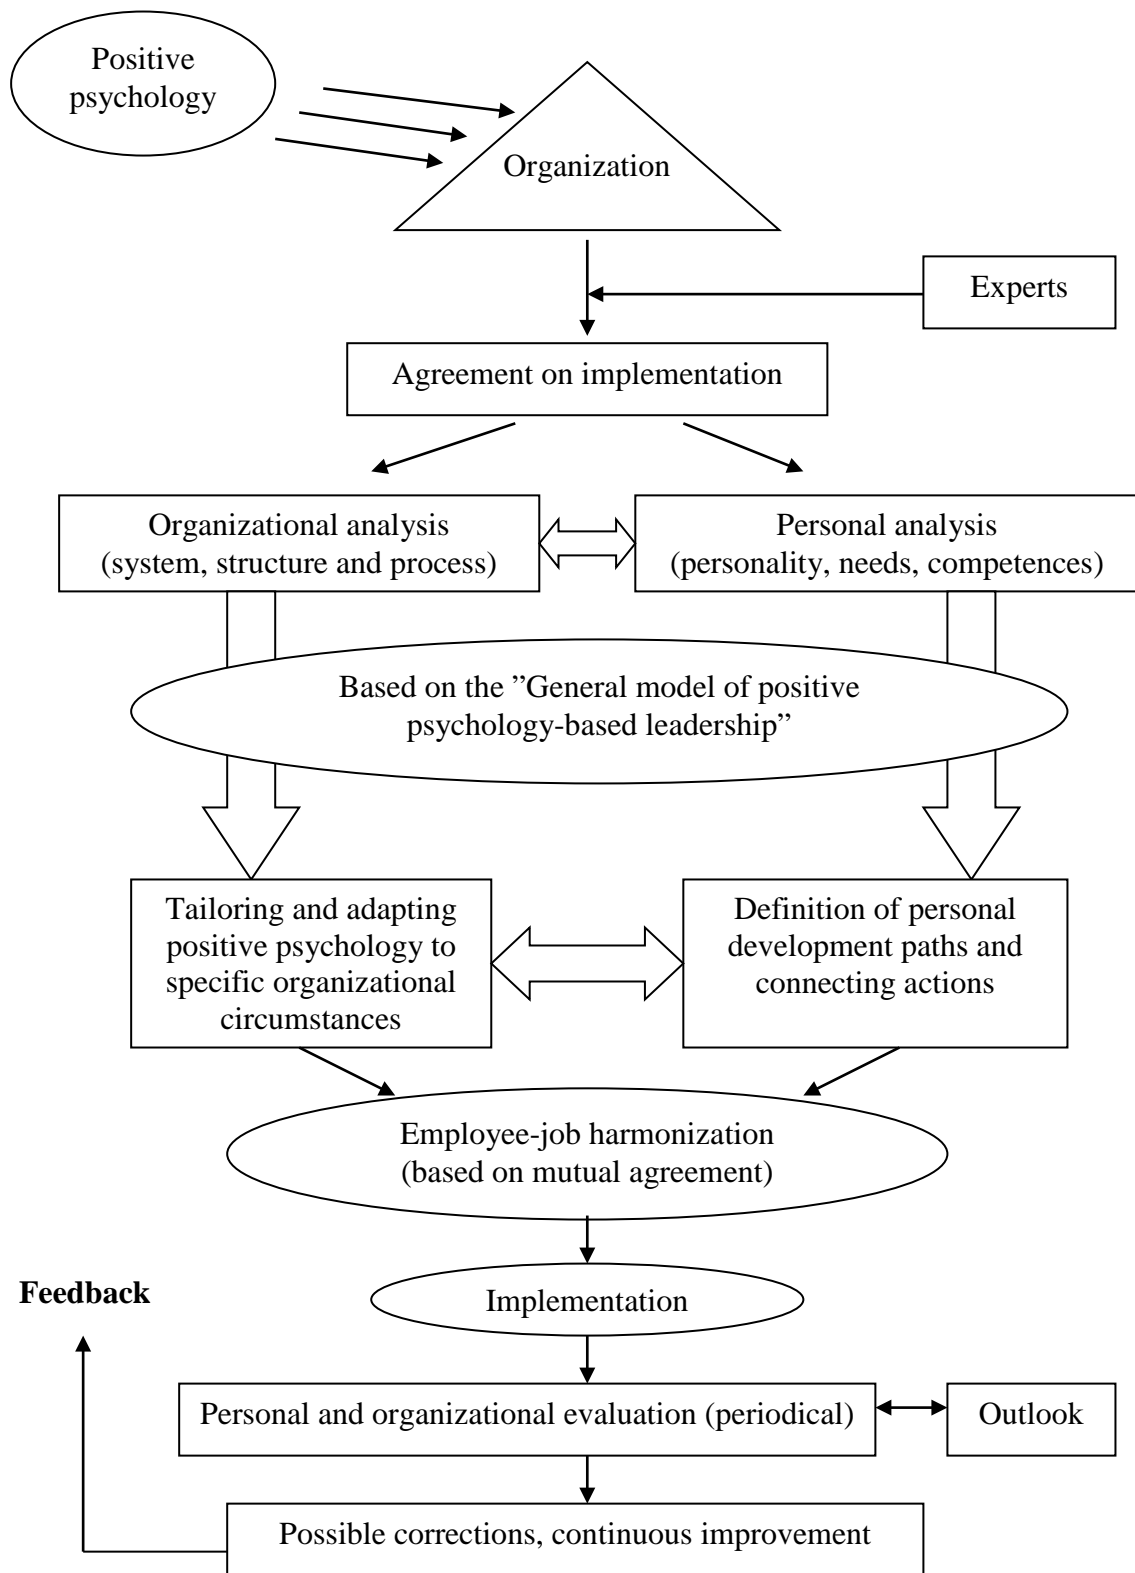 Positive
psychology
Organization
Experts
Agreement on implementation
Organizational analysis
(system, structure and process)
Personal analysis
(personality, needs, competences)
Based on the ”General model of positive
psychology-based leadership”
Tailoring and adapting
positive psychology to
specific organizational
circumstances
Definition of personal
development paths and
connecting actions
Employee-job harmonization
(based on mutual agreement)
Feedback
Implementation
Personal and organizational evaluation (periodical)
Outlook
Possible corrections, continuous improvement